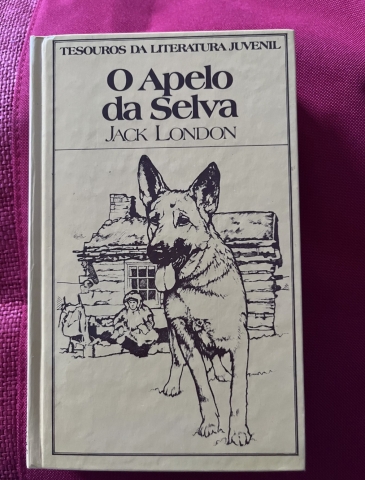 TESOUROS DA LITERATURA JUVENIL
O Apelo
da Selva
JACK LONDON